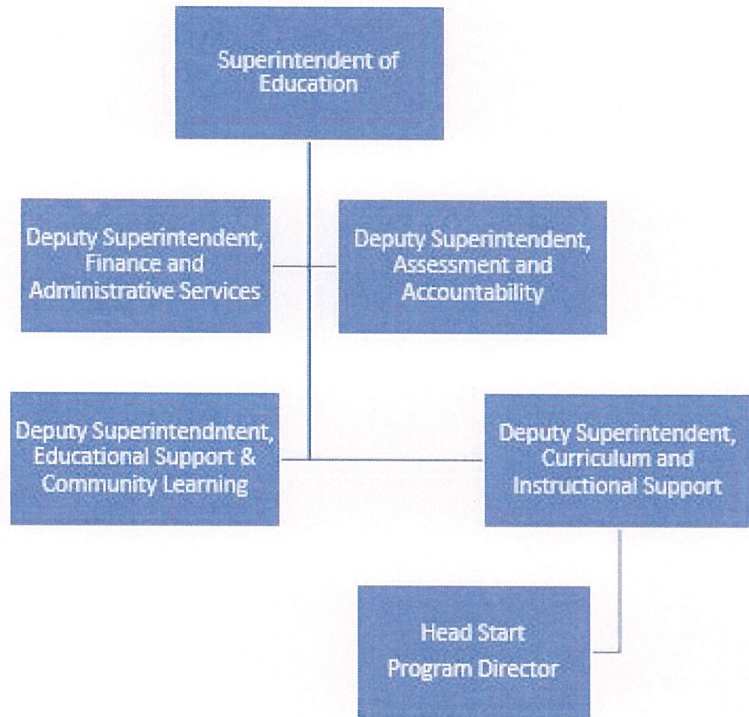 Superintendent of
Education
Deputy Superintendent,
Finance and
Administrative Services
Deputy Superintendent,
Assessment and
Accountability
Deputy Superintendntent,
Educational Support &
Community Learning
Deputy Superintendent,
Curriculum and
Instructional Support
Head Start
Program Director